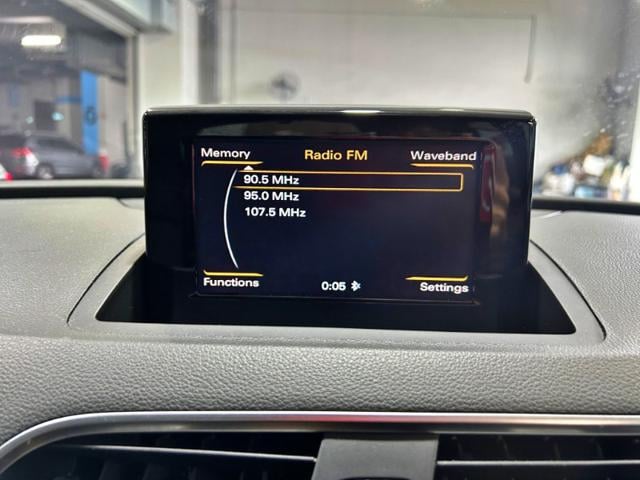 Memory Radio FM Waveband
90.5 MHz
95.0 MHz
107.5 MHz
Functions 0:05 Settings